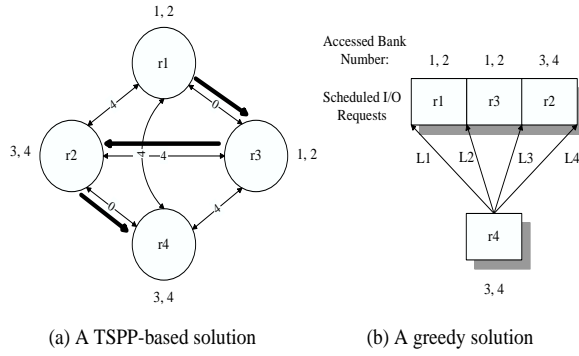 1, 2
r1
4
0
3, 4
r2
4
4
r3
1, 2
0
4
r4
3, 4
(a) A TSPP-based solution
Accessed Bank
Number:
1, 2
1, 2
3, 4
Scheduled I/O
Requests
r1
r3
r2
L1
L2
L3
L4
r4
3, 4
(b) A greedy solution